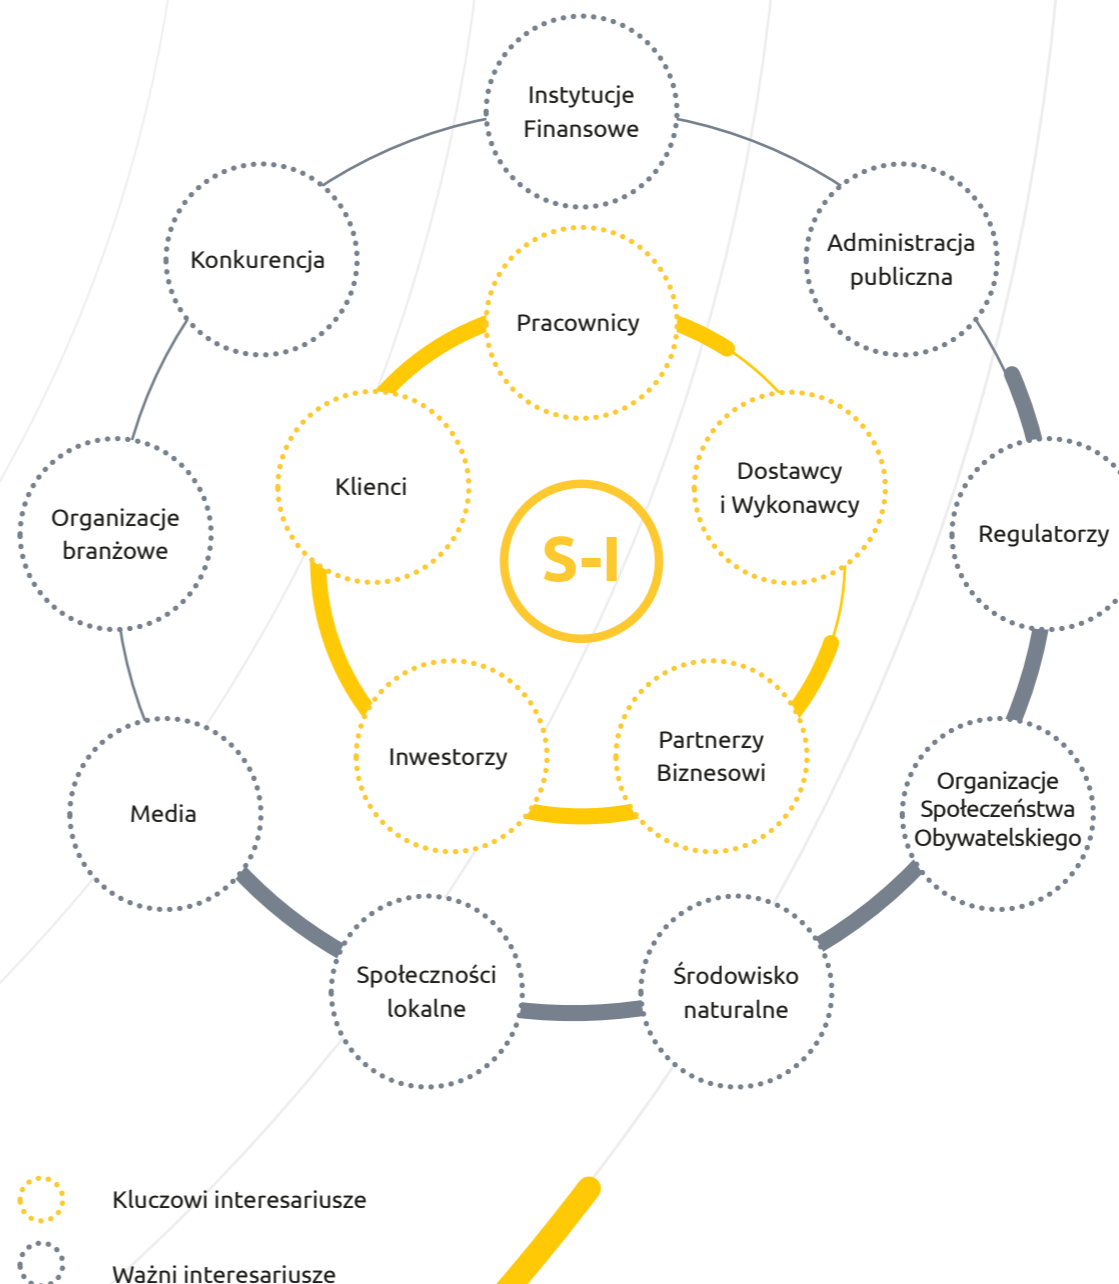 Instytucje
Finansowe
Konkurencja
Administracja
publiczna
Pracownicy
Klienci
Dostawcy
i Wykonawcy
Organizacje
branżowe
S-I
Regulatorzy
Inwestorzy
Partnerzy
Biznesowi
Media
Organizacje
Społeczeństwa
Obywatelskiego
Społeczności
lokalne
Środowisko
naturalne
Kluczowi interesariusze
Ważni interesariusze